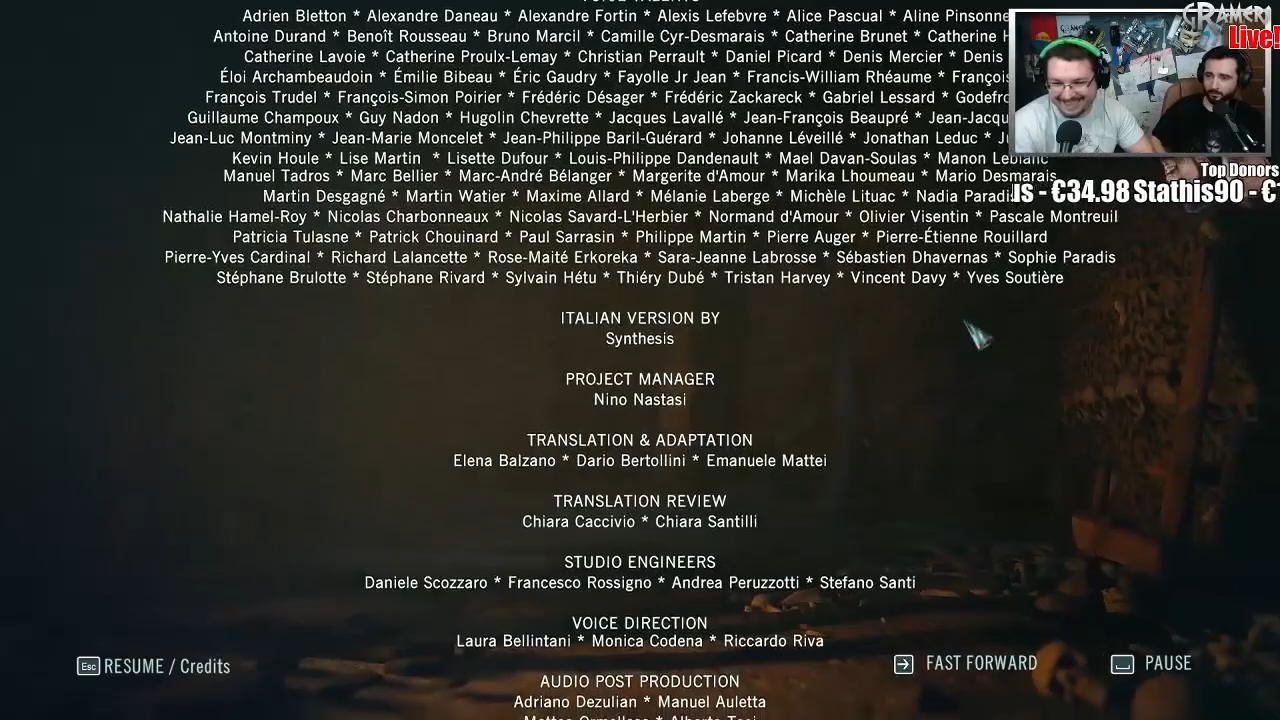 VOICE TALENTS
Adrien Bletton * Alexandre Daneau * Alexandre Fortin * Alexis Lefebvre * Alice Pascual * Aline Pinsonne
Antoine Durand * Benoît Rousseau * Bruno Marcil * Camille Cyr-Desmarais * Catherine Brunet * Catherine H
Catherine Lavoie * Catherine Proulx-Lemay * Christian Perrault * Daniel Picard * Denis Mercier * Denis
Éloi Archambeaudoin * Émilie Bibeau * Éric Gaudry * Fayolle Jr Jean * Francis-William Rhéaume * François
François Trudel * François-Simon Poirier * Frédéric Désager * Frédéric Zackareck * Gabriel Lessard * Godefro
Guillaume Champoux * Guy Nadon * Hugolin Chevrette * Jacques Lavallé * Jean-François Beaupré * Jean-Jacqu
Jean-Luc Montminy * Jean-Marie Moncelet * Jean-Philippe Baril-Guérard * Johanne Léveillé * Jonathan Leduc *
Kevin Houle * Lise Martin * Lisette Dufour * Louis-Philippe Dandenault * Mael Davan-Soulas * Manon Leblanc
Manuel Tadros * Marc Bellier * Marc-André Bélanger * Margerite d'Amour * Marika Lhoumeau * Mario Desmarais
Martin Desgagné * Martin Watier * Maxime Allard * Mélanie Laberge * Michèle Lituac * Nadia Paradis
Nathalie Hamel-Roy * Nicolas Charbonneaux * Nicolas Savard-L'Herbier * Normand d'Amour * Olivier Visentin * Pascale Montreuil
Patricia Tulasne * Patrick Chouinard * Paul Sarrasin * Philippe Martin * Pierre Auger * Pierre-Étienne Rouillard
Pierre-Yves Cardinal * Richard Lalancette * Rose-Maité Erkoreka * Sara-Jeanne Labrosse * Sébastien Dhavernas * Sophie Paradis
Stéphane Brulotte * Stéphane Rivard * Sylvain Hétu * Thiéry Dubé * Tristan Harvey * Vincent Davy * Yves Soutière
GRamerj
Live!
Top Donors
us - €34.98 Stathis90 - €
ITALIAN VERSION BY
Synthesis
PROJECT MANAGER
Nino Nastasi
TRANSLATION & ADAPTATION
Elena Balzano * Dario Bertollini * Emanuele Mattei
TRANSLATION REVIEW
Chiara Caccivio * Chiara Santilli
STUDIO ENGINEERS
Daniele Scozzaro * Francesco Rossigno * Andrea Peruzzotti * Stefano Santi
VOICE DIRECTION
Laura Bellintani * Monica Codena * Riccardo Riva
Esc RESUME / Credits
FAST FORWARD
PAUSE
AUDIO POST PRODUCTION
Adriano Dezulian * Manuel Auletta